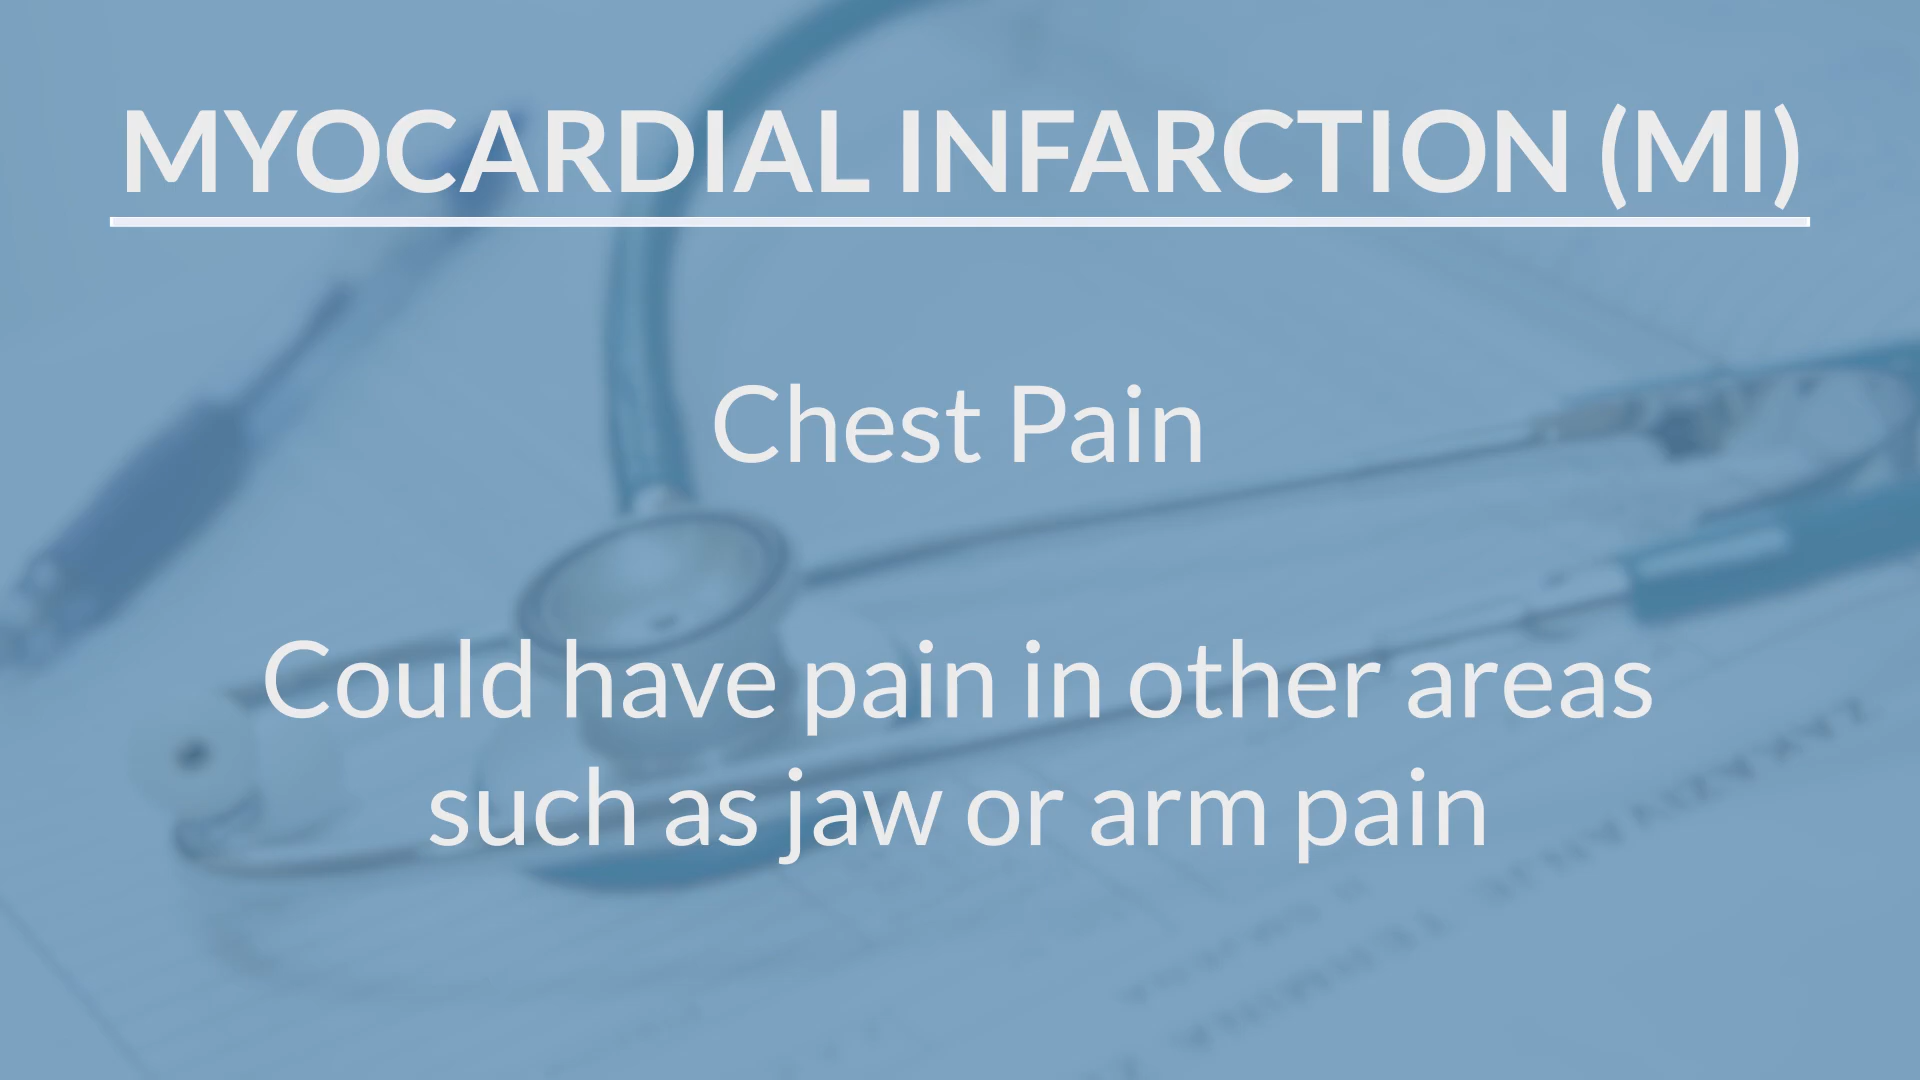 MYOCARDIAL INFARCTION (MI)
Chest Pain
Could have pain in other areas
such as jaw or arm pain